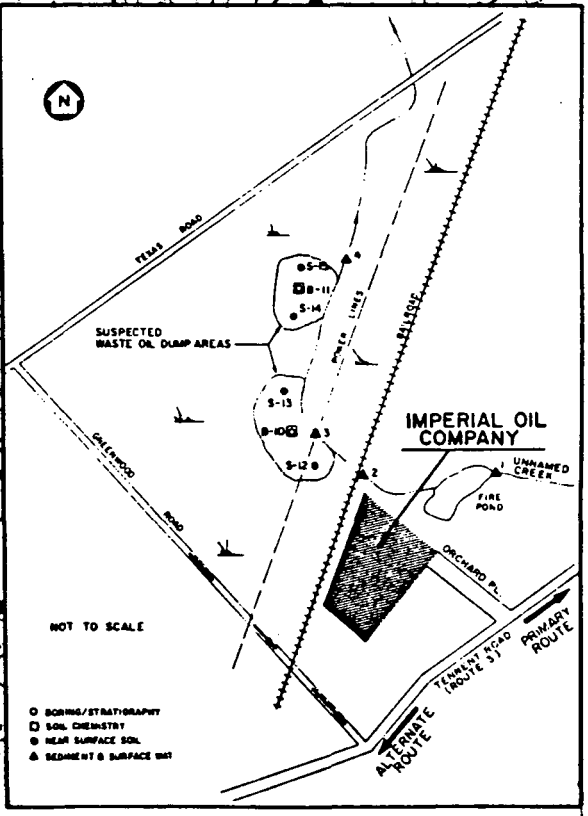 N
TEXAS ROAD
S-15
B-11
S-14
4
SUSPECTED
WASTE OIL DUMP AREAS
POWER LINES
RAILROAD
S-13
B-10
3
S-12
IMPERIAL OIL
COMPANY
2
1
UNNAMED
CREEK
FIRE
POND
GREENWOOD
ROAD
ORCHARD PL.
NOT TO SCALE
TENNENT ROAD
(ROUTE 3)
PRIMARY
ROUTE
ALTERNATE
ROUTE
BORING/STRATIGRAPHY
SOIL CHEMISTRY
NEAR SURFACE SOIL
SEDIMENT & SURFACE